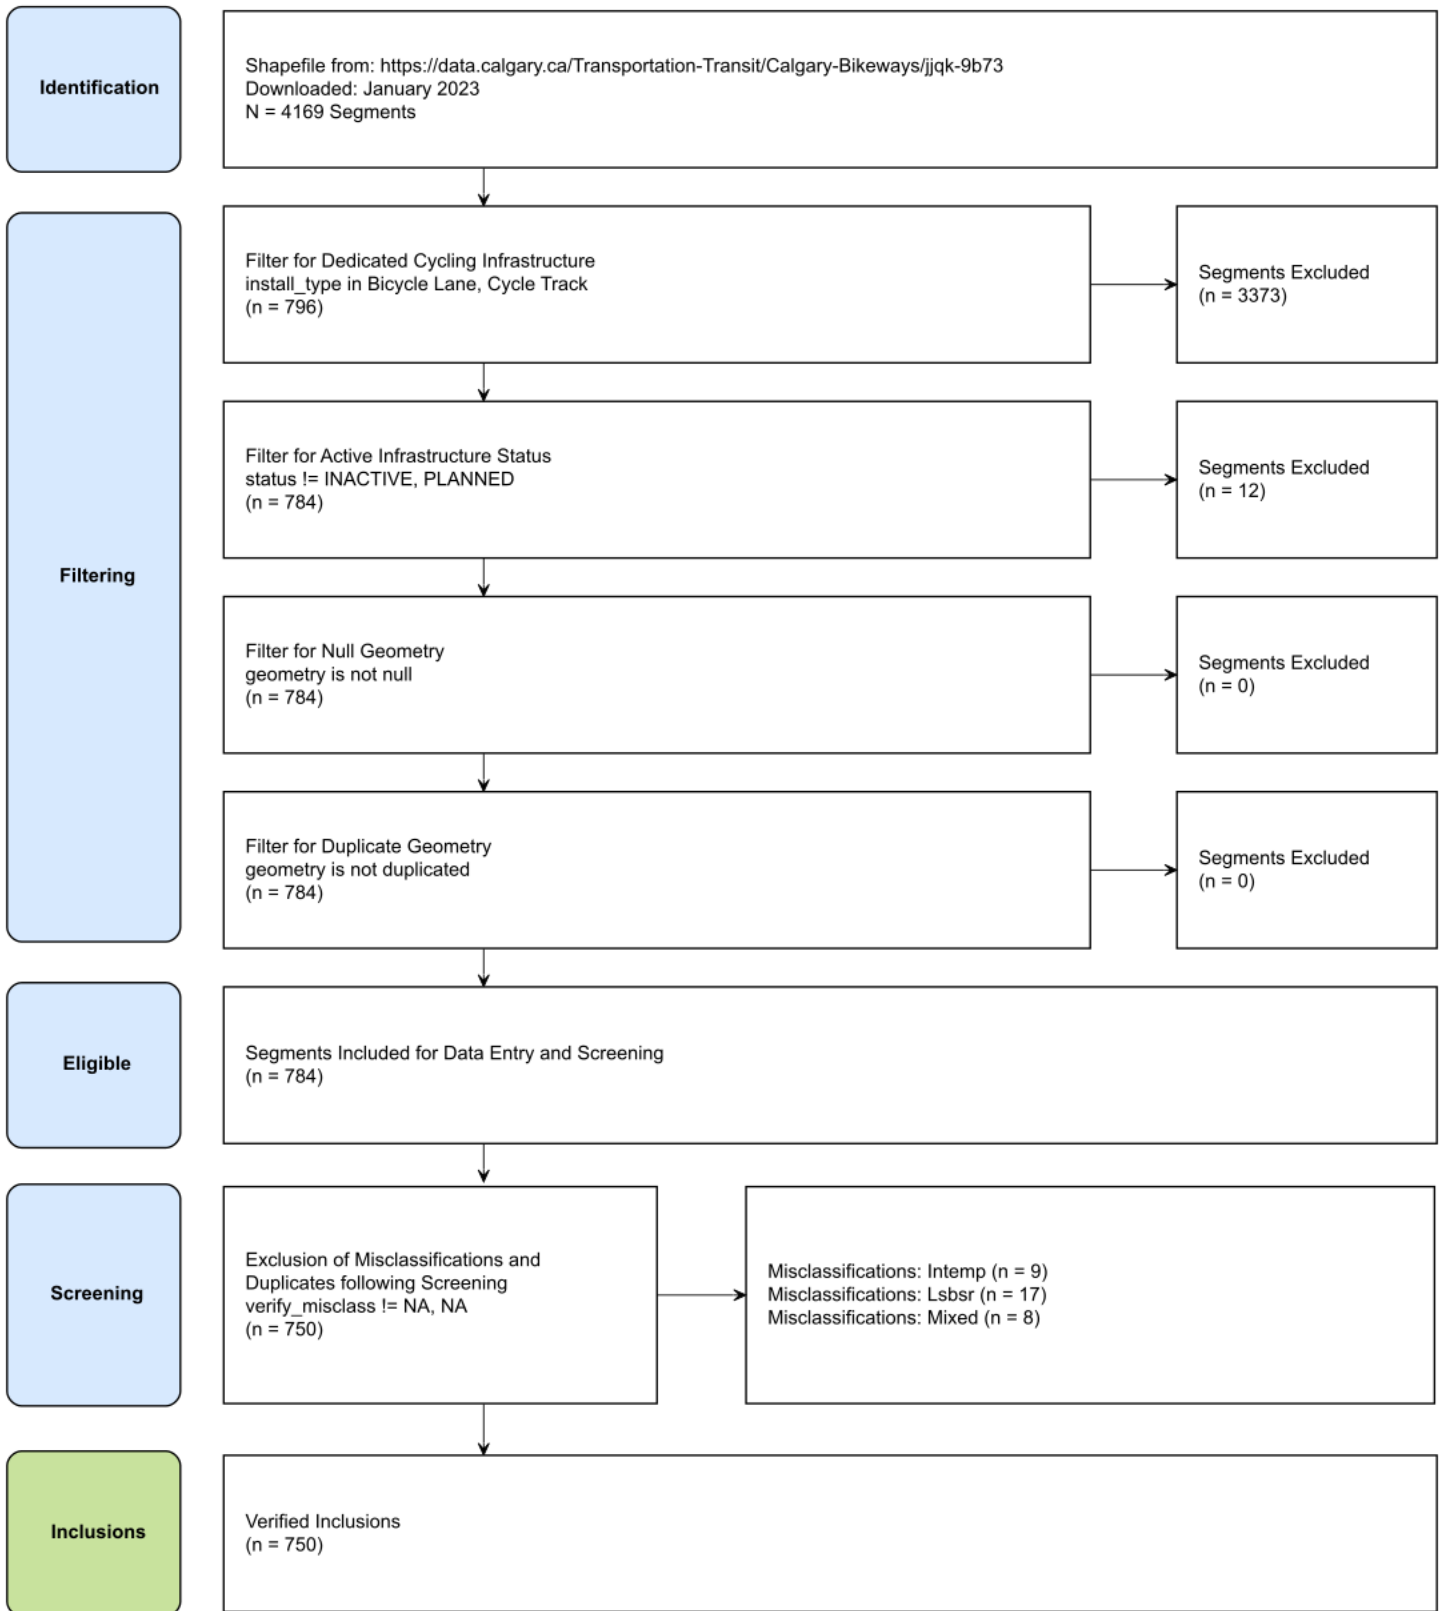 Identification
Shapefile from: https://data.calgary.ca/Transportation-Transit/Calgary-Bikeways/jjqk-9b73
Downloaded: January 2023
N = 4169 Segments
Filtering
Filter for Dedicated Cycling Infrastructure
install_type in Bicycle Lane, Cycle Track
(n = 796)
Segments Excluded
(n = 3373)
Filter for Active Infrastructure Status
status != INACTIVE, PLANNED
(n = 784)
Segments Excluded
(n = 12)
Filter for Null Geometry
geometry is not null
(n = 784)
Segments Excluded
(n = 0)
Filter for Duplicate Geometry
geometry is not duplicated
(n = 784)
Segments Excluded
(n = 0)
Eligible
Segments Included for Data Entry and Screening
(n = 784)
Screening
Exclusion of Misclassifications and
Duplicates following Screening
verify_misclass != NA, NA
(n = 750)
Misclassifications: Intemp (n = 9)
Misclassifications: Lsbsr (n = 17)
Misclassifications: Mixed (n = 8)
Inclusions
Verified Inclusions
(n = 750)